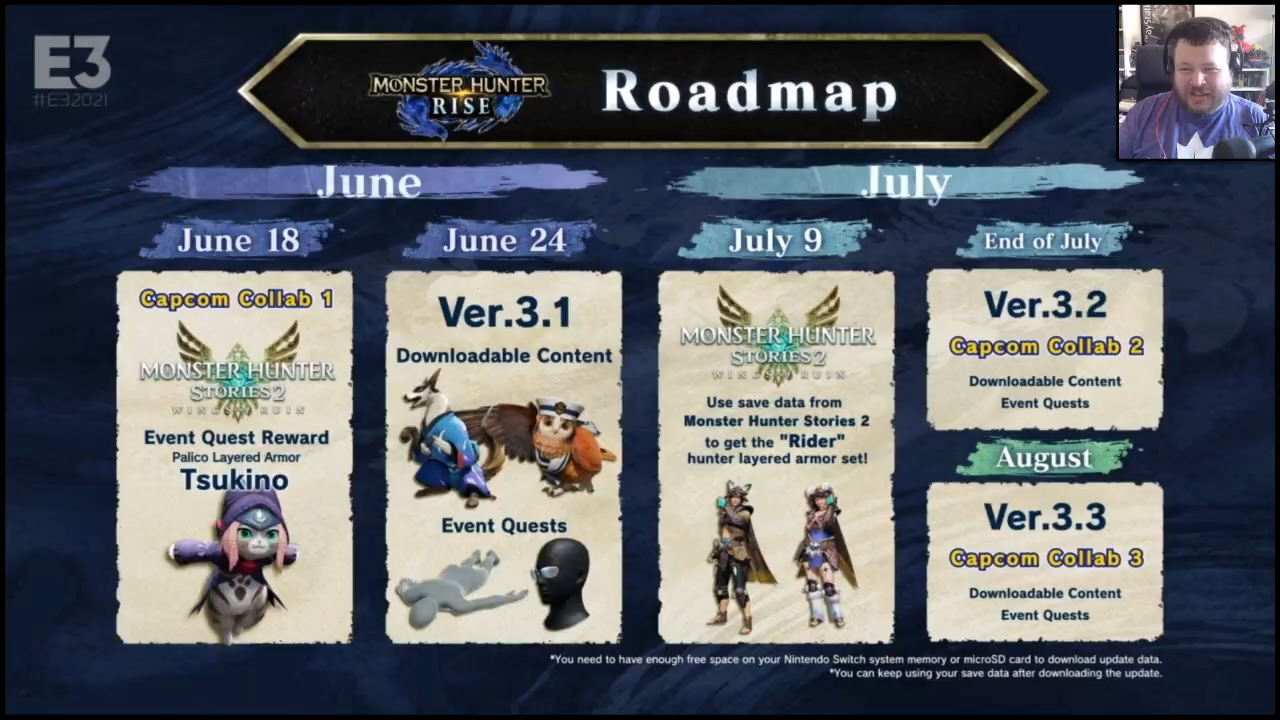 E3
#E32021
MONSTER HUNTER
RISE
Roadmap
June
July
June 18
June 24
July 9
End of July
Capcom Collab 1
MONSTER HUNTER
STORIES 2
WINGS OF RUIN
Event Quest Reward
Palico Layered Armor
Tsukino
Ver.3.1
Downloadable Content
Event Quests
MONSTER HUNTER
STORIES 2
WINGS OF RUIN
Use save data from
Monster Hunter Stories 2
to get the "Rider"
hunter layered armor set!
Ver.3.2
Capcom Collab 2
Downloadable Content
Event Quests
August
Ver.3.3
Capcom Collab 3
Downloadable Content
Event Quests
*You need to have enough free space on your Nintendo Switch system memory or microSD card to download update data.
*You can keep using your save data after downloading the update.